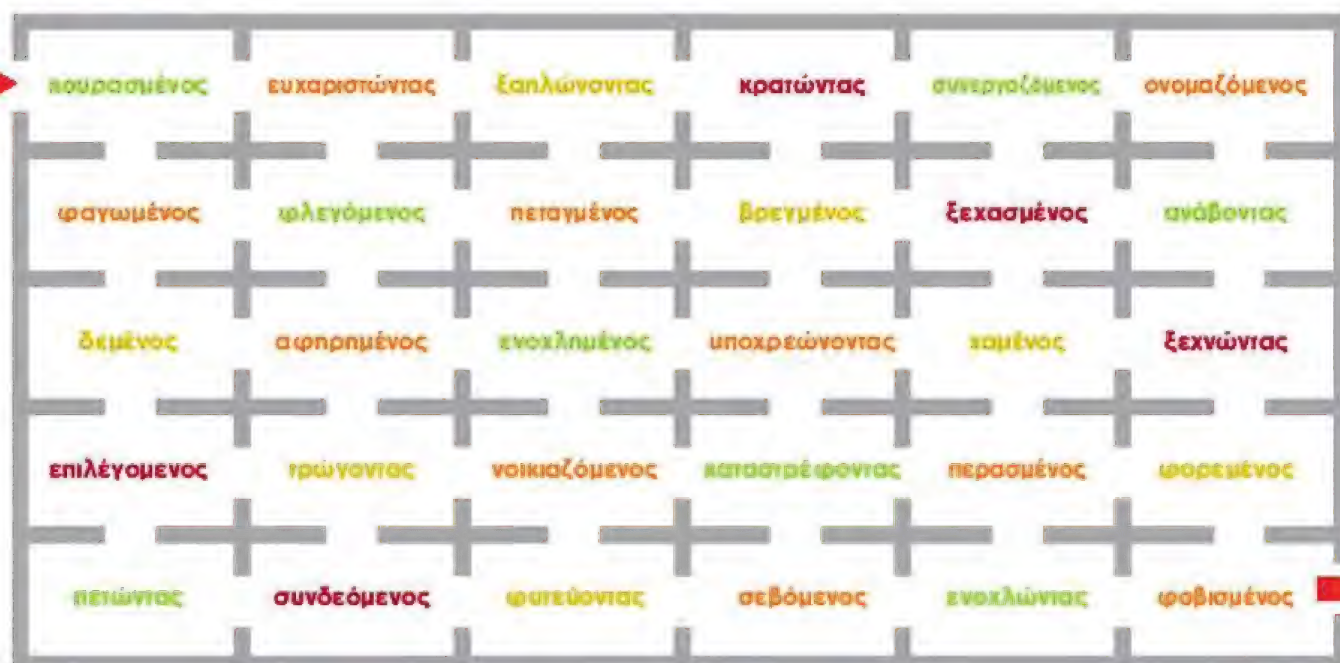 κουρασμένος ευχαριστώντας ξαπλώνοντας κρατώντας συνεργαζόμενος ονομαζόμενος
φαγωμένος φλεγόμενος πεταγμένος βρεγμένος ξεχασμένος ανάβοντας
δεμένος αφηρημένος ενοχλημένος υποχρεώνοντας χαμένος ξεχνώντας
επιλέγομενος τρώγοντας νοικιαζόμενος καταστρέφοντας περασμένος φορεμένος
πετώντας συνδεόμενος φυτεύοντας σεβόμενος ενοχλώντας φοβισμένος